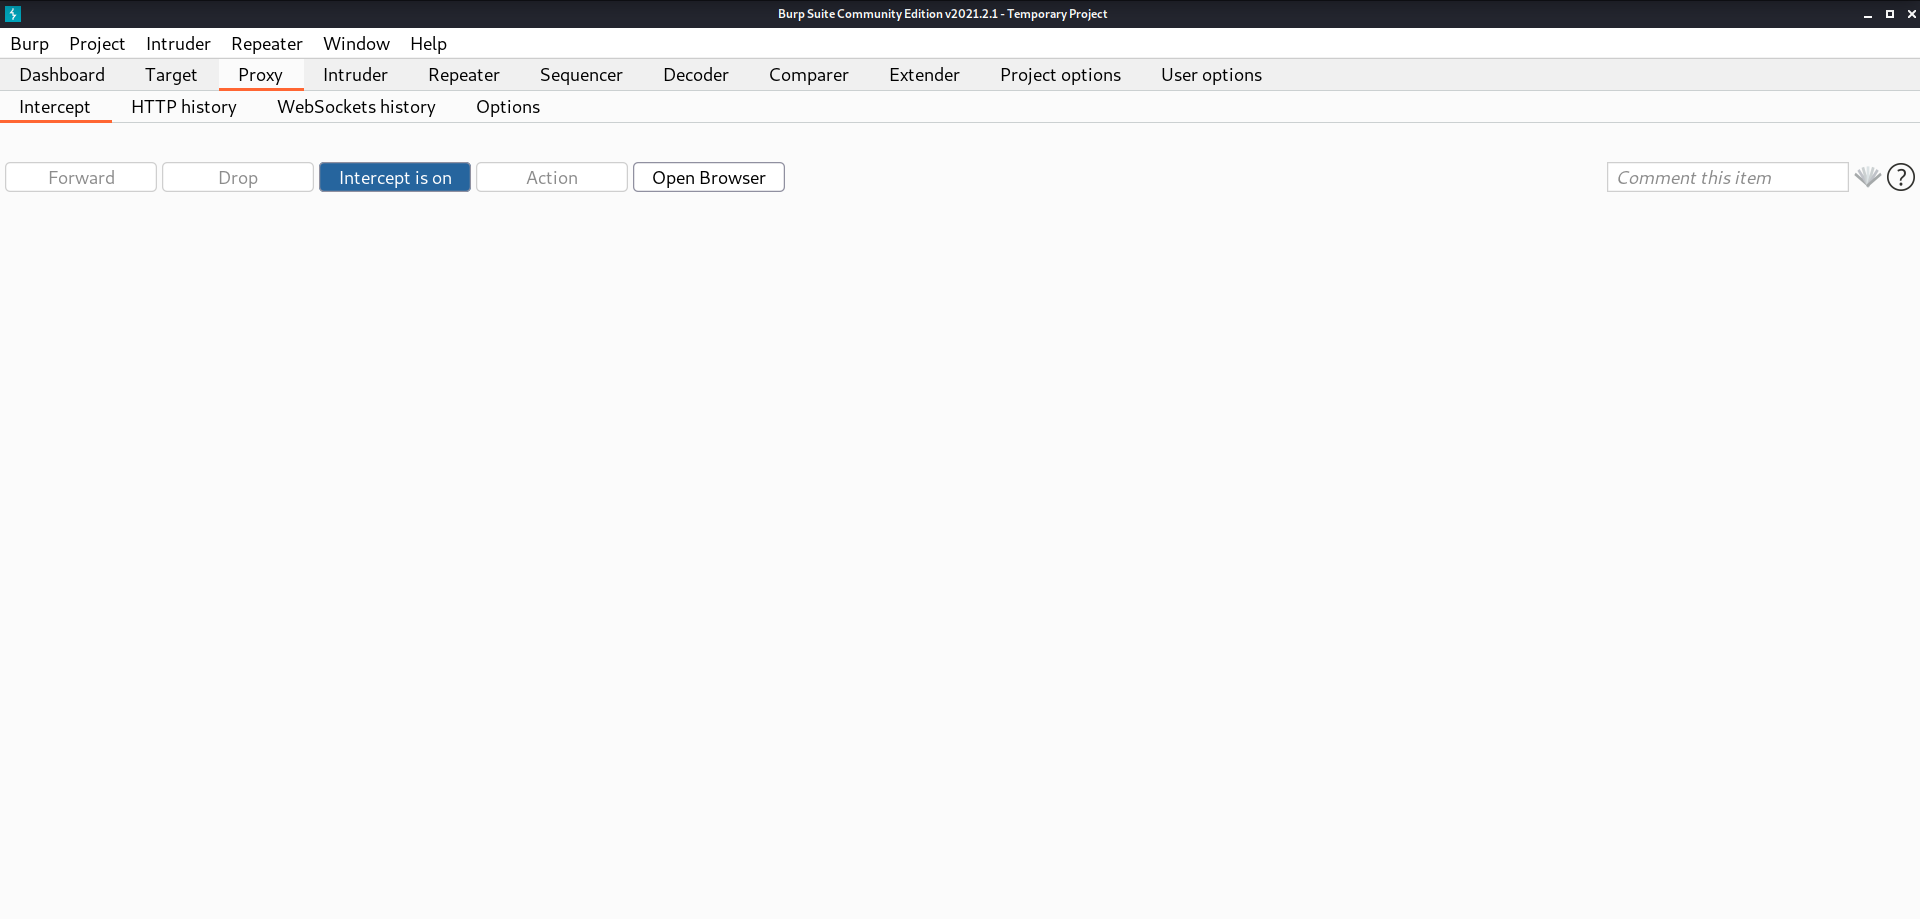 Burp Suite Community Edition v2021.2.1 - Temporary Project
Burp Project Intruder Repeater Window Help
Dashboard Target Proxy Intruder Repeater Sequencer Decoder Comparer Extender Project options User options
Intercept HTTP history WebSockets history Options
Forward Drop Intercept is on Action Open Browser Comment this item ?